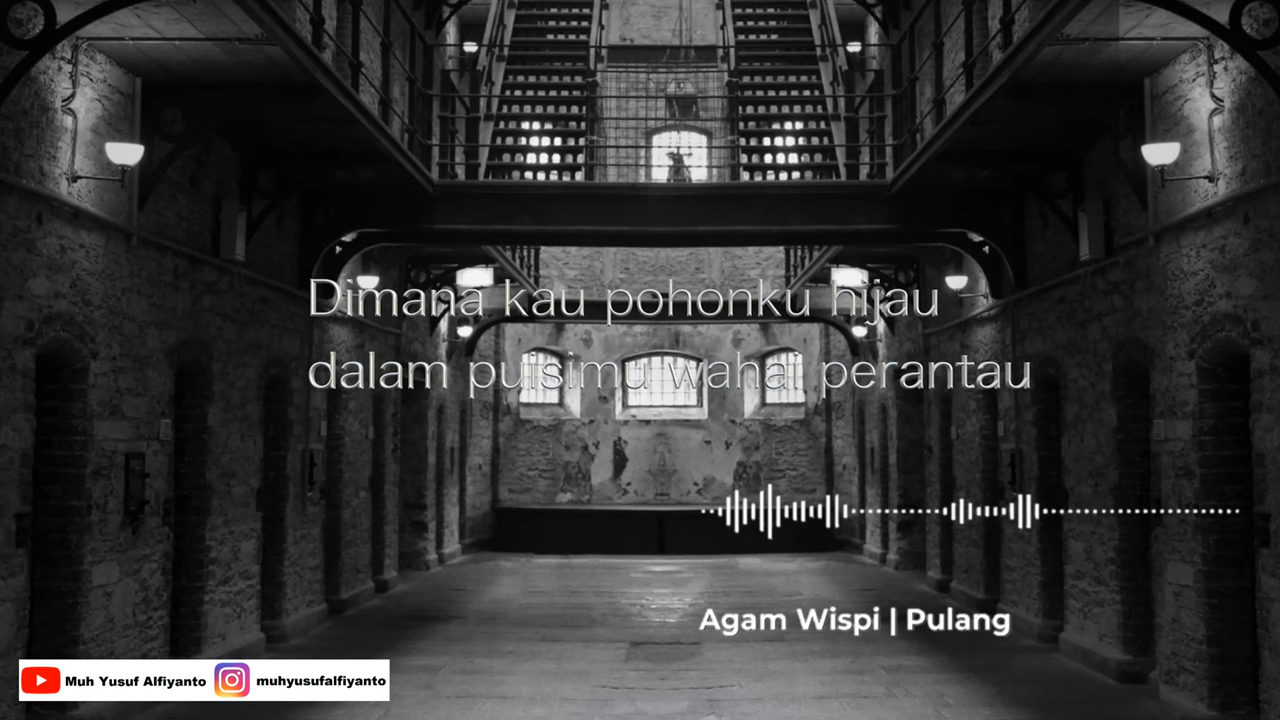 Dimana kau pohonku hijau
dalam puisimu wahai perantau
Agam Wispi | Pulang
Muh Yusuf Alfiyanto muhyusufalfiyanto